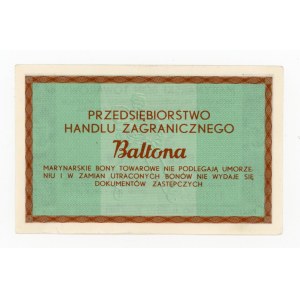 PRZEDSIĘBIORSTWO
HANDLU ZAGRANICZNEGO
Baltona
MARYNARSKIE BONY TOWAROWE NIE PODLEGAJĄ UMORZE-
NIU I W ZAMIAN UTRACONYCH BONÓW NIE WYDAJE SIĘ
DOKUMENTÓW ZASTĘPCZYCH